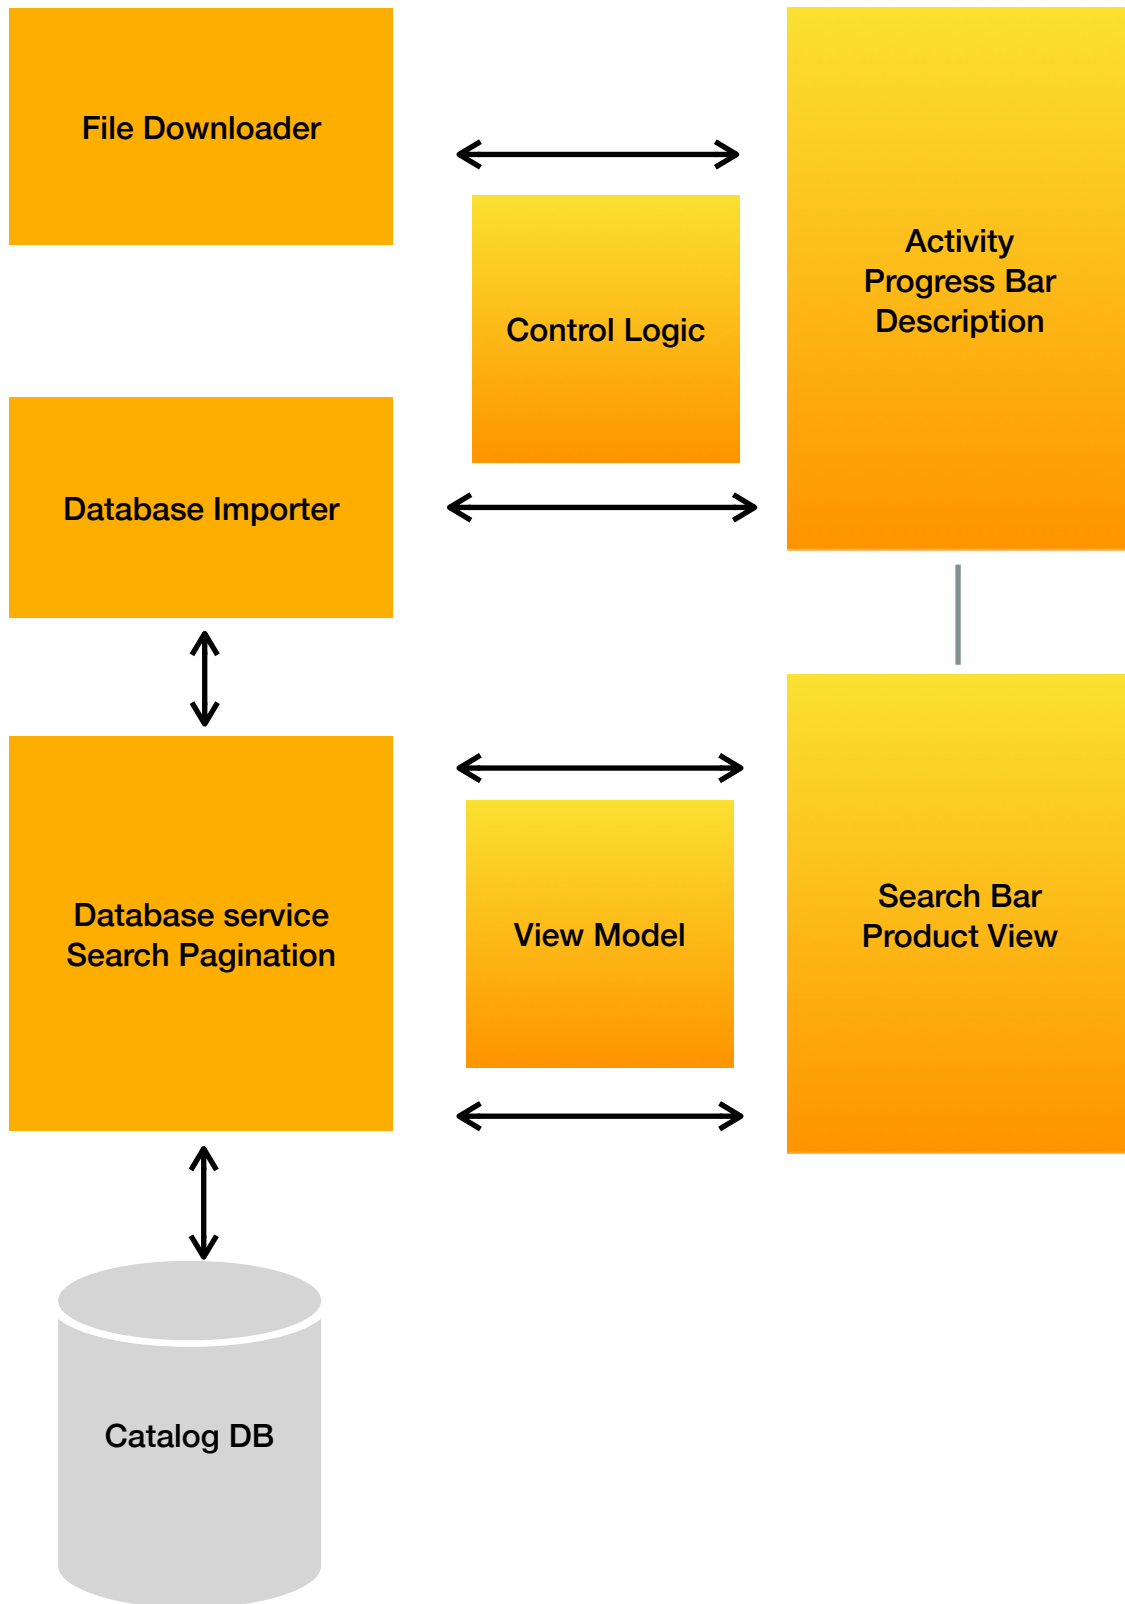 File Downloader
Activity
Progress Bar
Description
Control Logic
Database Importer
Database service
Search Pagination
View Model
Search Bar
Product View
Catalog DB